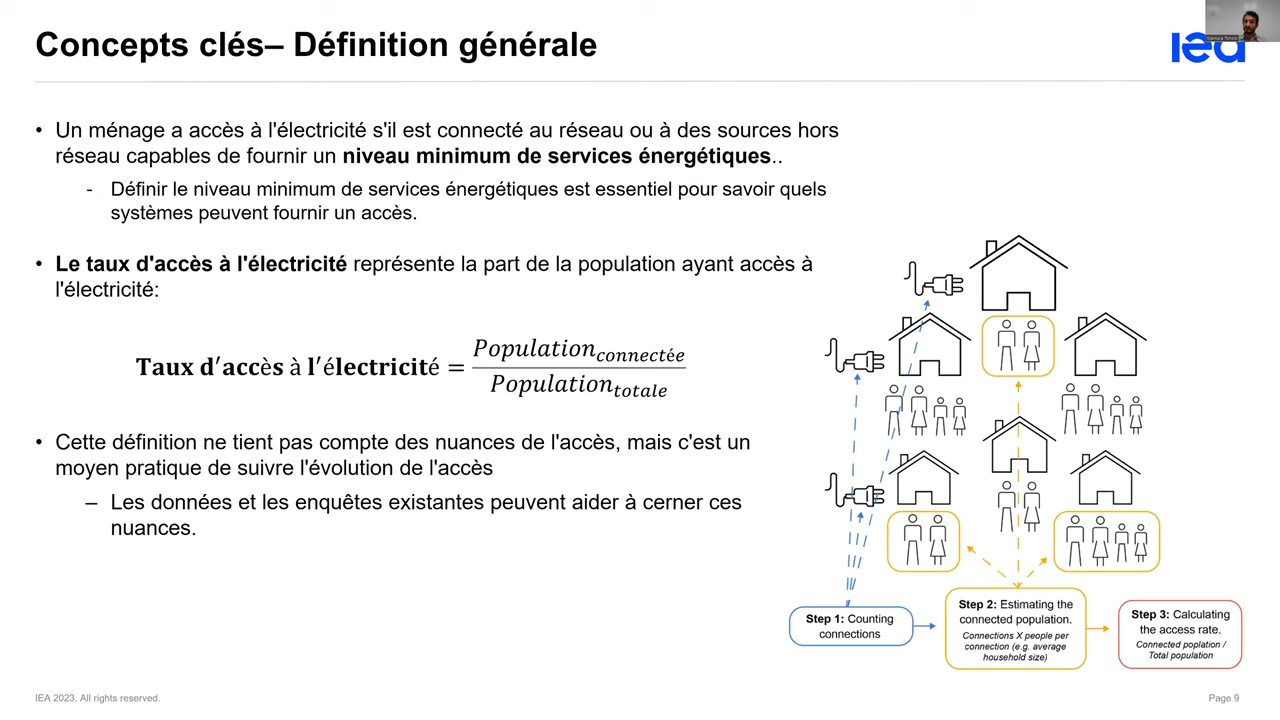 Concepts clés– Définition générale
iea
• Un ménage a accès à l'électricité s'il est connecté au réseau ou à des sources hors
réseau capables de fournir un niveau minimum de services énergétiques..
- Définir le niveau minimum de services énergétiques est essentiel pour savoir quels
systèmes peuvent fournir un accès.
• Le taux d'accès à l'électricité représente la part de la population ayant accès à
l'électricité:
Taux d'accès à l'électricité = Population connectée / Population totale
• Cette définition ne tient pas compte des nuances de l'accès, mais c'est un
moyen pratique de suivre l'évolution de l'accès
– Les données et les enquêtes existantes peuvent aider à cerner ces
nuances.
Step 1: Counting
connections
Step 2: Estimating the
connected population.
Connections X people per
connection (e.g. average
household size)
Step 3: Calculating
the access rate.
Connected poplation /
Total population
IEA 2023. All rights reserved.
Page 9